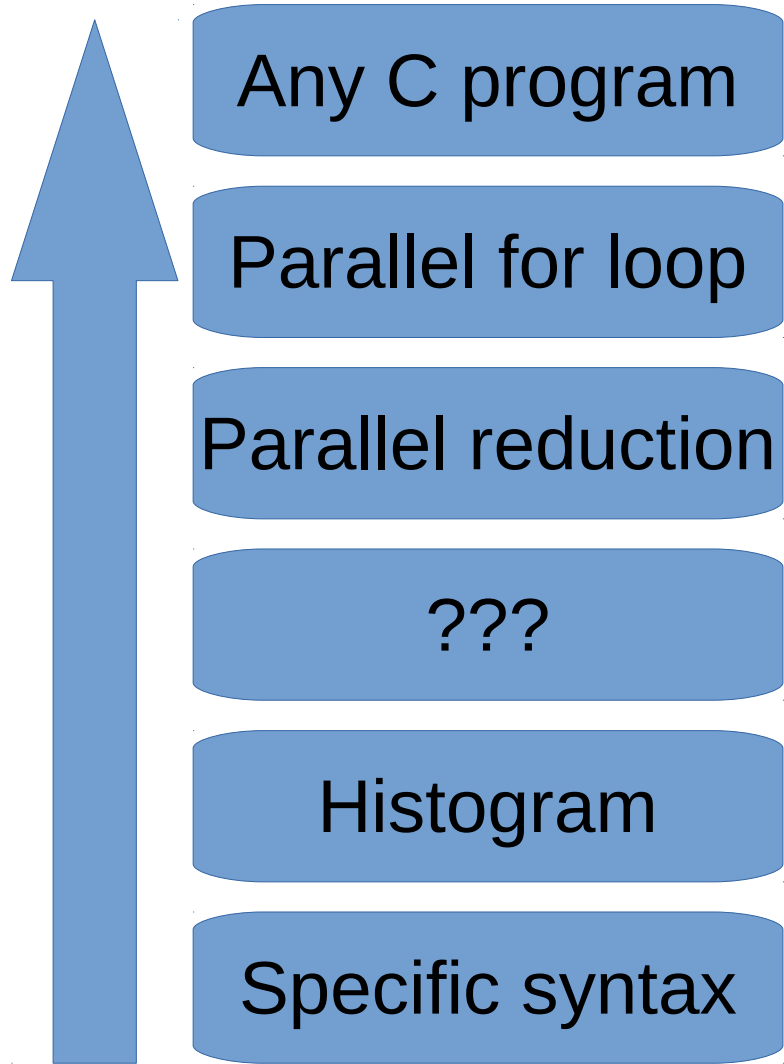 Any C program
Parallel for loop
Parallel reduction
???
Histogram
Specific syntax